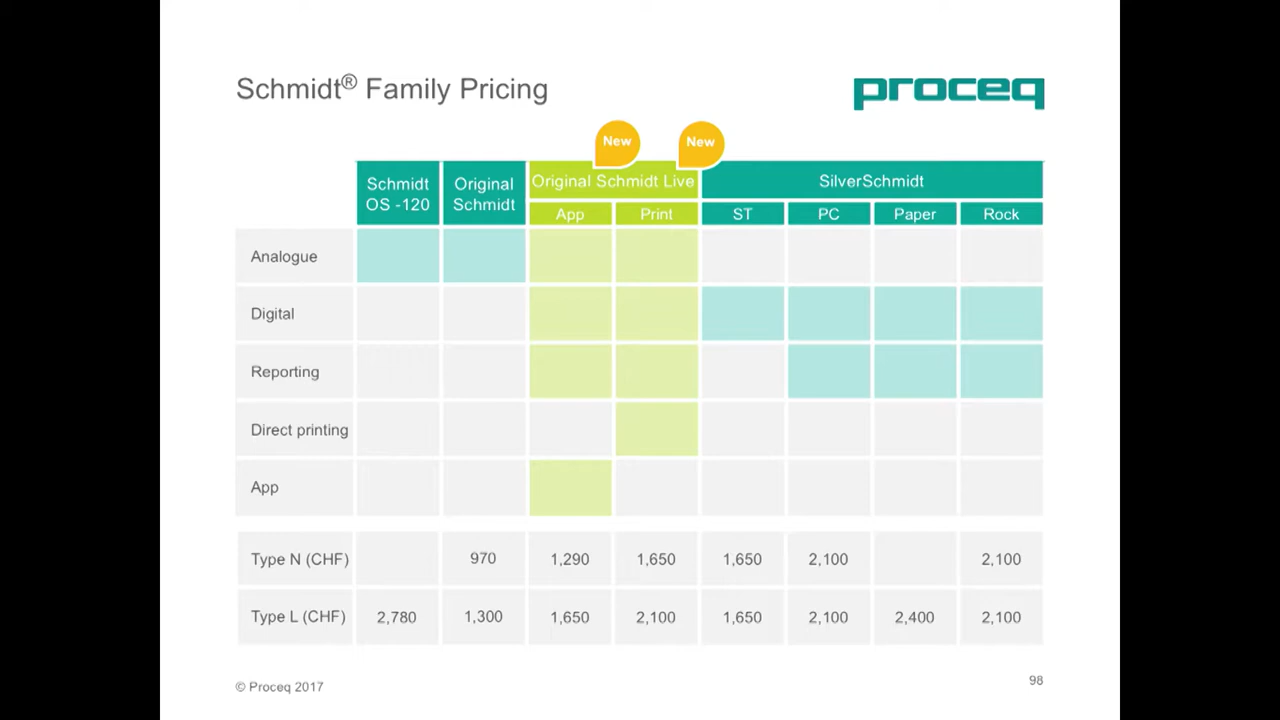 Schmidt® Family Pricing
proceq
New New
Schmidt OS -120 Original Schmidt Original Schmidt Live SilverSchmidt
App Print ST PC Paper Rock
Analogue
Digital
Reporting
Direct printing
App
Type N (CHF) 970 1,290 1,650 1,650 2,100 2,100
Type L (CHF) 2,780 1,300 1,650 2,100 1,650 2,100 2,400 2,100
© Proceq 2017
98